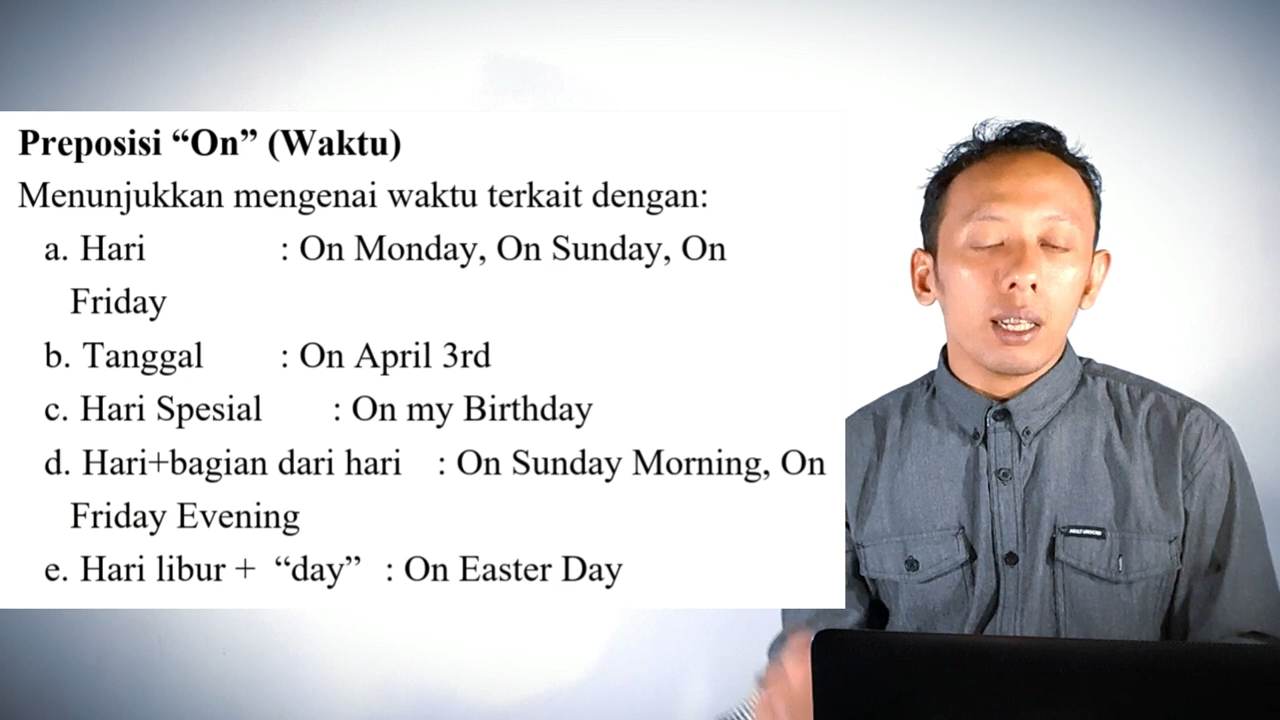 Preposisi “On” (Waktu)
Menunjukkan mengenai waktu terkait dengan:
a. Hari : On Monday, On Sunday, On
Friday
b. Tanggal : On April 3rd
c. Hari Spesial : On my Birthday
d. Hari+bagian dari hari : On Sunday Morning, On
Friday Evening
e. Hari libur + “day” : On Easter Day